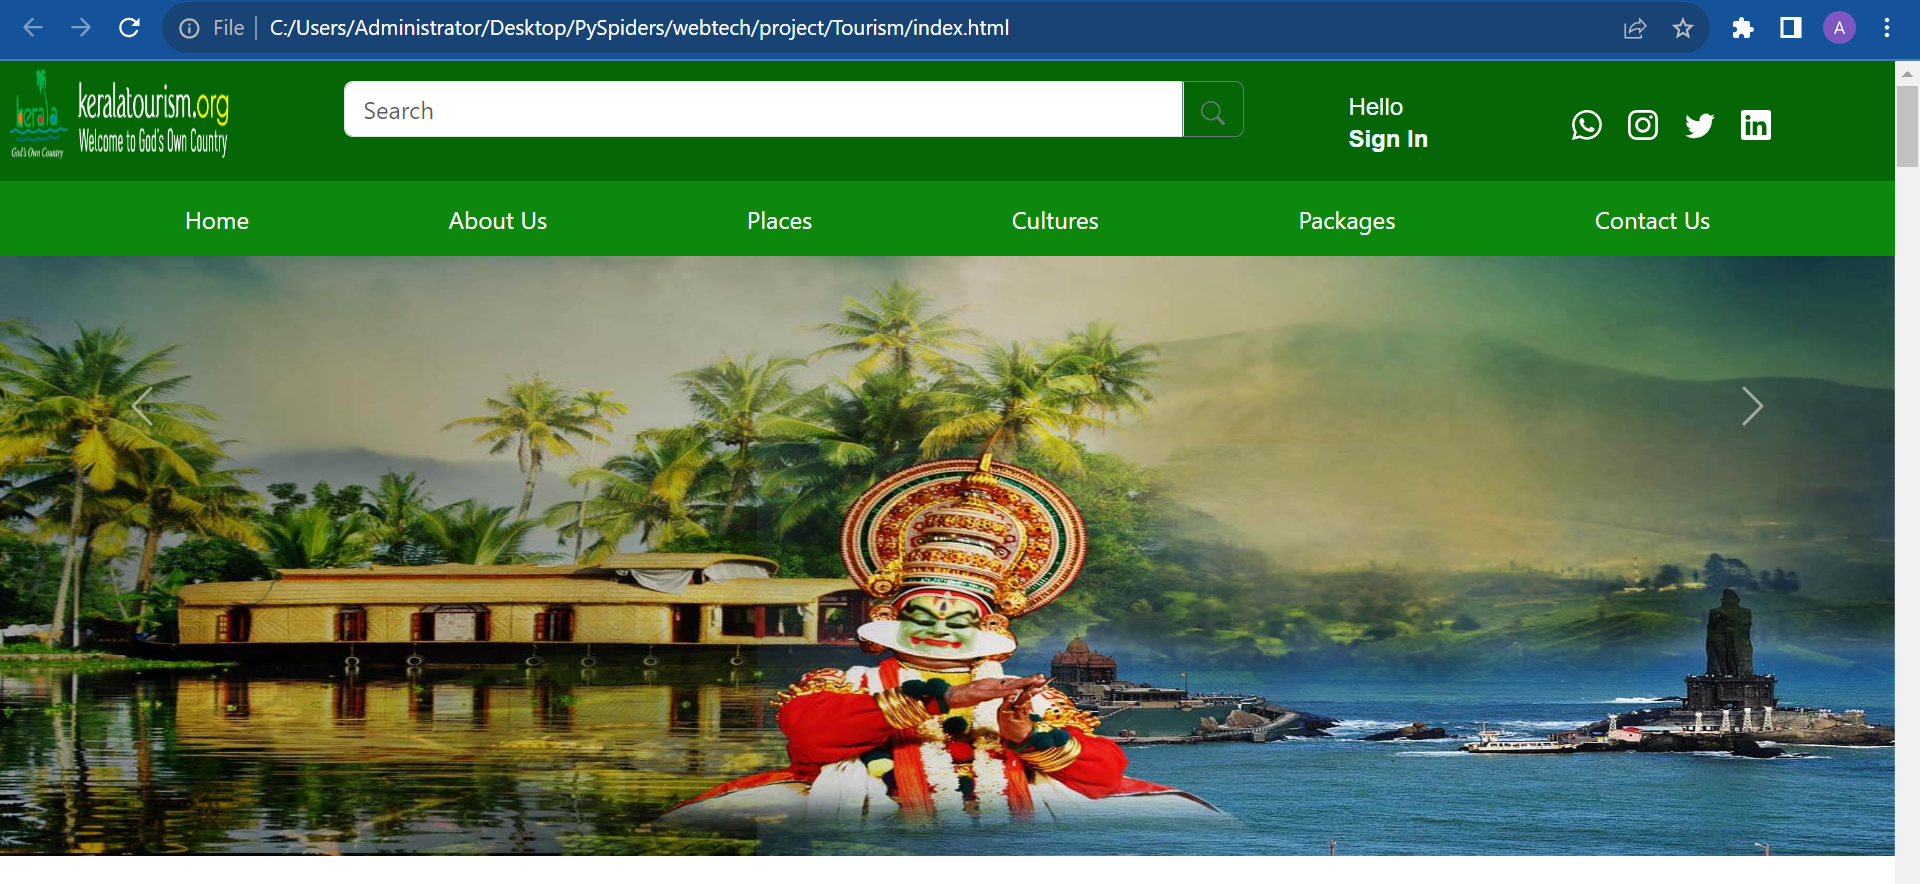 File
C:/Users/Administrator/Desktop/PySpiders/webtech/project/Tourism/index.html
A
kerala
God's Own Country
keralatourism.org
Welcome to God's Own Country
Search
Hello
Sign In
in
Home
About Us
Places
Cultures
Packages
Contact Us